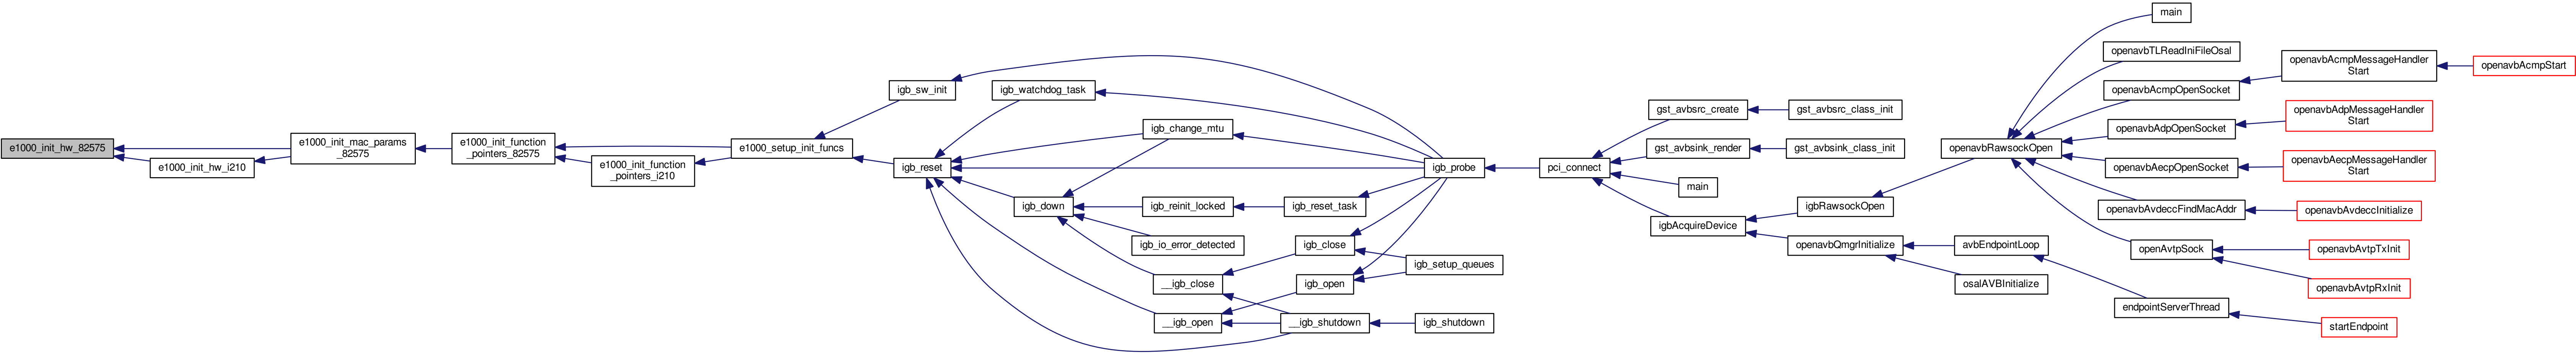 e1000_init_hw_82575
e1000_init_hw_i210
e1000_init_mac_params
_82575
e1000_init_function
_pointers_82575
e1000_init_function
_pointers_i210
e1000_setup_init_funcs
igb_sw_init
igb_reset
igb_watchdog_task
igb_change_mtu
igb_down
igb_reinit_locked
igb_io_error_detected
__igb_close
__igb_open
igb_reset_task
igb_close
igb_open
__igb_shutdown
igb_probe
igb_setup_queues
igb_shutdown
pci_connect
gst_avbsrc_create
gst_avbsink_render
main
igbAcquireDevice
gst_avbsrc_class_init
gst_avbsink_class_init
igbRawsockOpen
openavbQmgrInitialize
openavbRawsockOpen
avbEndpointLoop
osalAVBInitialize
main
openavbTLReadIniFileOsal
openavbAcmpOpenSocket
openavbAdpOpenSocket
openavbAecpOpenSocket
openavbAvdeccFindMacAddr
openAvtpSock
endpointServerThread
openavbAcmpMessageHandler
Start
openavbAdpMessageHandler
Start
openavbAecpMessageHandler
Start
openavbAvdeccInitialize
openavbAvtpTxInit
openavbAvtpRxInit
startEndpoint
openavbAcmpStart